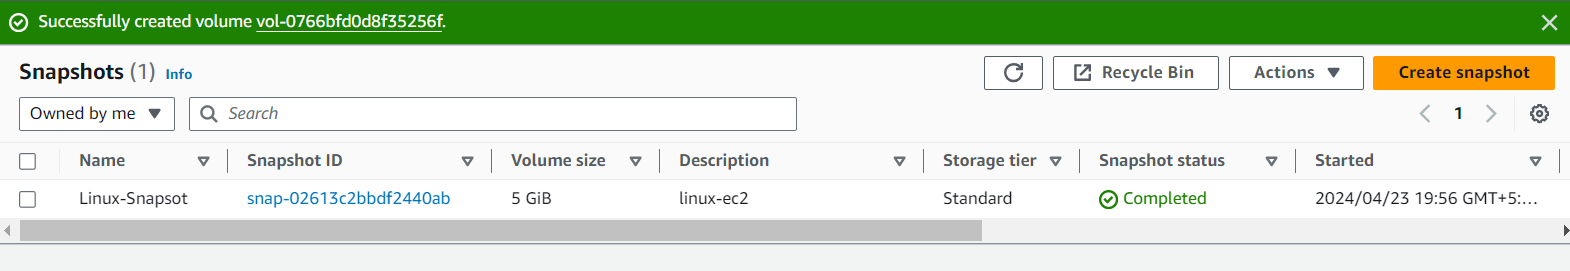 Successfully created volume vol-0766bfd0d8f35256f.
Snapshots (1) Info
Recycle Bin
Actions
Create snapshot
Owned by me
Search
1
Name Snapshot ID Volume size Description Storage tier Snapshot status Started
Linux-Snapsot snap-02613c2bbdf2440ab 5 GiB linux-ec2 Standard Completed 2024/04/23 19:56 GMT+5:...